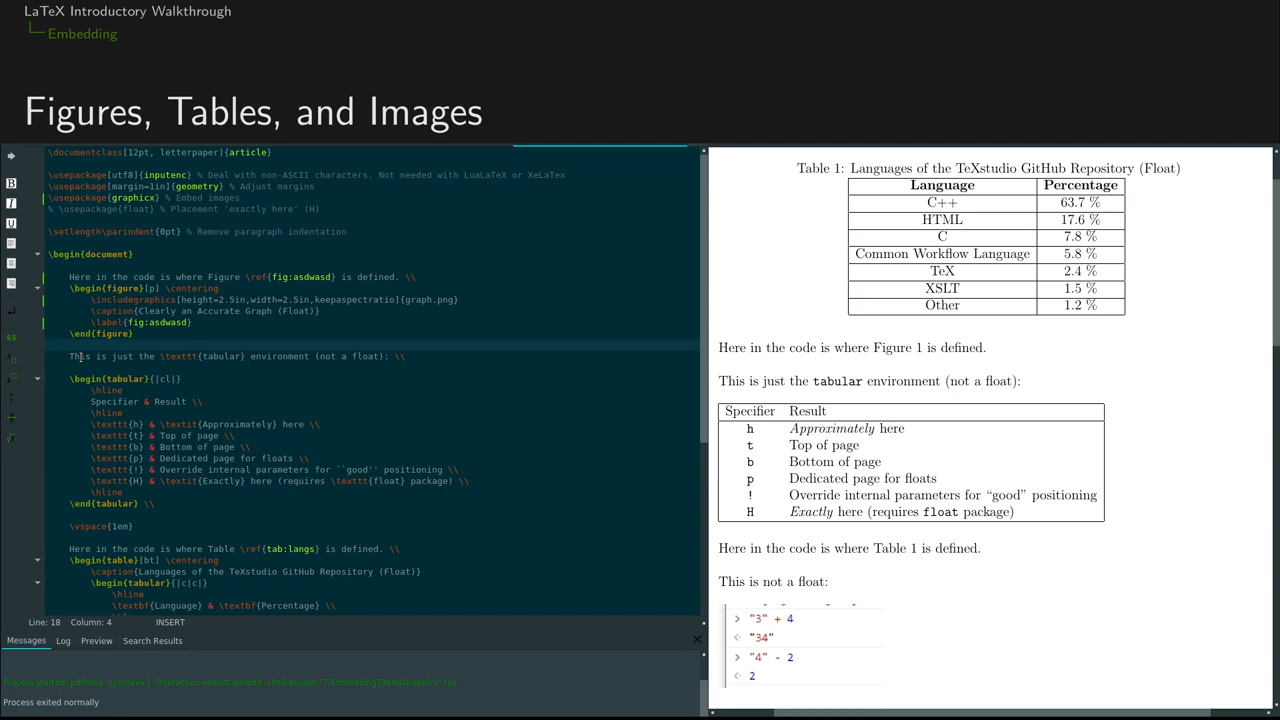 LaTeX Introductory Walkthrough
Embedding
Figures, Tables, and Images
\documentclass[12pt, letterpaper]{article}
\usepackage[utf8]{inputenc} % Deal with non-ASCII characters. Not needed with LuaLaTeX or XeLaTex
\usepackage[margin=1in]{geometry} % Adjust margins
\usepackage{graphicx} % Embed images
% \usepackage{float} % Placement 'exactly here' (H)
\setlength\parindent{0pt} % Remove paragraph indentation
\begin{document}
Here in the code is where Figure \ref{fig:asdwasd} is defined. \\
\begin{figure}[p] \centering
\includegraphics[height=2.5in,width=2.5in,keepaspectratio]{graph.png}
\caption{Clearly an Accurate Graph (Float)}
\label{fig:asdwasd}
\end{figure}
This is just the \texttt{tabular} environment (not a float): \\
\begin{tabular}{|cl|}
\hline
Specifier & Result \\
\hline
\texttt{h} & \textit{Approximately} here \\
\texttt{t} & Top of page \\
\texttt{b} & Bottom of page \\
\texttt{p} & Dedicated page for floats \\
\texttt{!} & Override internal parameters for ``good'' positioning \\
\texttt{H} & \textit{Exactly} here (requires \texttt{float} package) \\
\hline
\end{tabular} \\
\vspace{1em}
Here in the code is where Table \ref{tab:langs} is defined. \\
\begin{table}[bt] \centering
\caption{Languages of the TeXstudio GitHub Repository (Float)}
\begin{tabular}{|c|c|}
\hline
\textbf{Language} & \textbf{Percentage} \\
Line: 18 Column: 4 INSERT
Messages Log Preview Search Results
Process started: pdflatex -synctex=1 -interaction=nonstopmode -shell-escape "7-EmbeddingTablesGraphics".tex
Process exited normally
Table 1: Languages of the TeXstudio GitHub Repository (Float)
Language Percentage
C++ 63.7 %
HTML 17.6 %
C 7.8 %
Common Workflow Language 5.8 %
TeX 2.4 %
XSLT 1.5 %
Other 1.2 %
Here in the code is where Figure 1 is defined.
This is just the tabular environment (not a float):
Specifier Result
h Approximately here
t Top of page
b Bottom of page
p Dedicated page for floats
! Override internal parameters for “good” positioning
H Exactly here (requires float package)
Here in the code is where Table 1 is defined.
This is not a float:
> "3" + 4
"34"
> "4" - 2
2